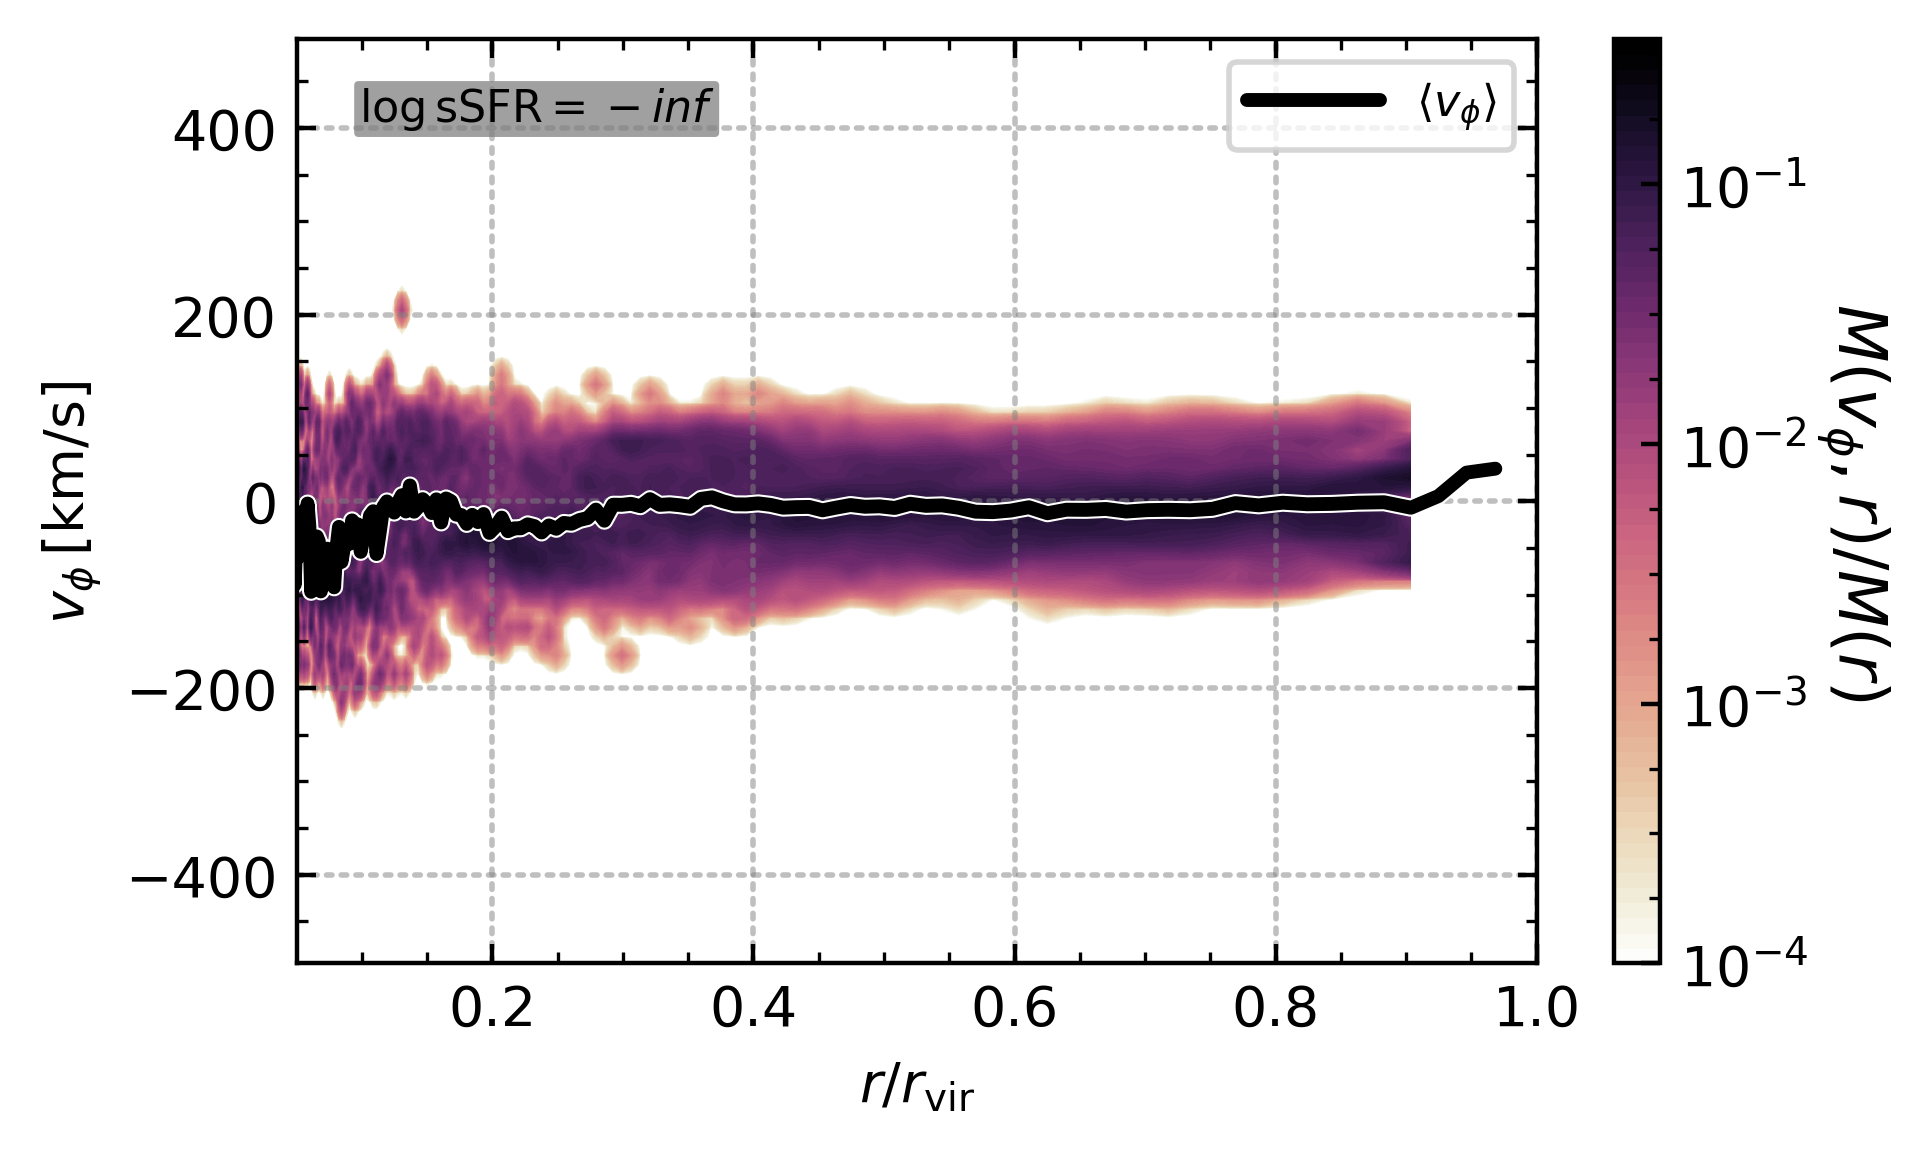 log sSFR = −inf
⟨v_ϕ⟩
400
200
0
−200
−400
v_ϕ [km/s]
0.2
0.4
0.6
0.8
1.0
r/r_vir
10⁻¹
10⁻²
10⁻³
10⁻⁴
M(v_ϕ, r)/M(r)